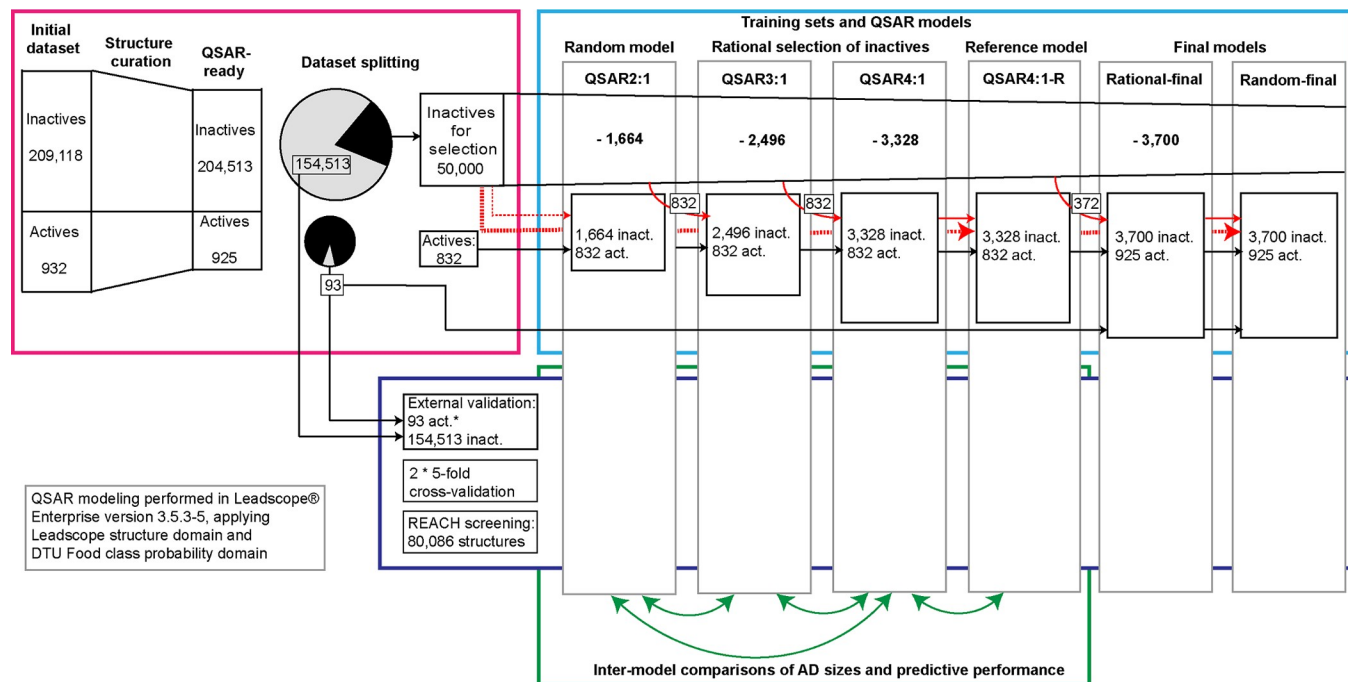 Initial
dataset
Structure
curation
QSAR-
ready
Inactives
209,118
Inactives
204,513
Actives
932
Actives
925
Dataset splitting
154,513
93
Inactives
for
selection
50,000
Actives:
832
Training sets and QSAR models
Random model
Rational selection of inactives
Reference model
Final models
QSAR2:1
QSAR3:1
QSAR4:1
QSAR4:1-R
Rational-final
Random-final
- 1,664
- 2,496
- 3,328
- 3,700
832
832
372
1,664 inact.
832 act.
2,496 inact.
832 act.
3,328 inact.
832 act.
3,328 inact.
832 act.
3,700 inact.
925 act.
3,700 inact.
925 act.
External validation:
93 act.*
154,513 inact.
2 * 5-fold
cross-validation
REACH screening:
80,086 structures
QSAR modeling performed in Leadscope®
Enterprise version 3.5.3-5, applying
Leadscope structure domain and
DTU Food class probability domain
Inter-model comparisons of AD sizes and predictive performance